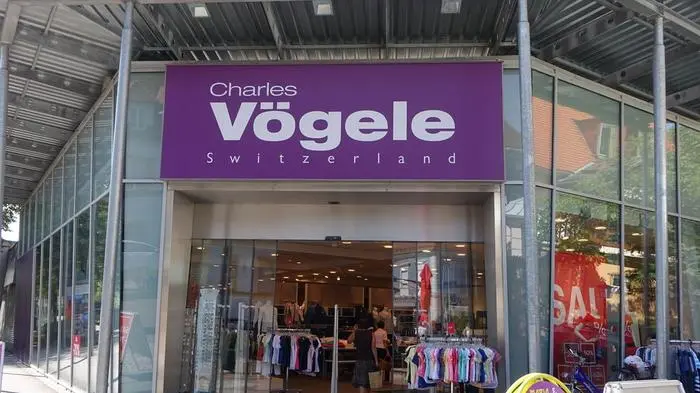 Charles
Vögele
Switzerland
SAL